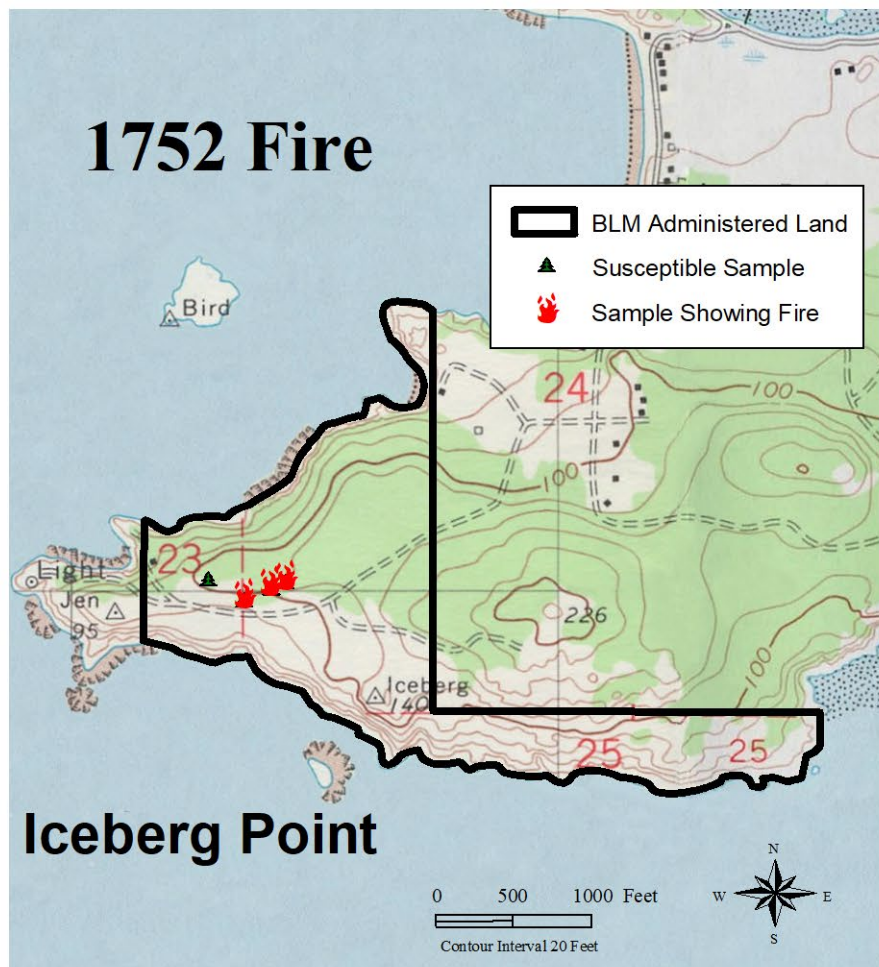 1752 Fire
BLM Administered Land
Susceptible Sample
Sample Showing Fire
Bird
24
100
100
23
Light
Jen
95
226
100
Iceberg
140
25
25
Iceberg Point
0 500 1000 Feet
Contour Interval 20 Feet
N
W E
S